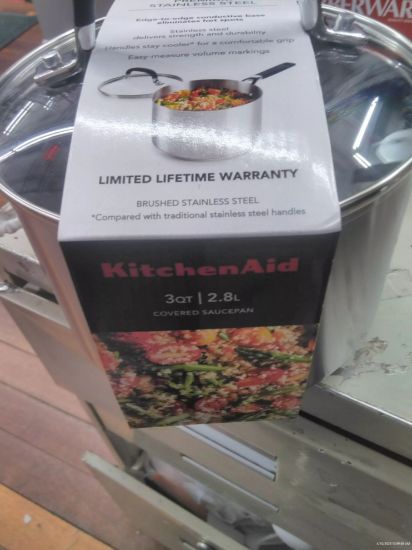 STAINLESS STEEL
Edge-to-edge conductive base
eliminates hot spots
Stainless steel
delivers strength and durability
Handles stay cooler* for a comfortable grip
Easy measure volume markings
LIMITED LIFETIME WARRANTY
BRUSHED STAINLESS STEEL
*Compared with traditional stainless steel handles
KitchenAid
3QT | 2.8L
COVERED SAUCEPAN